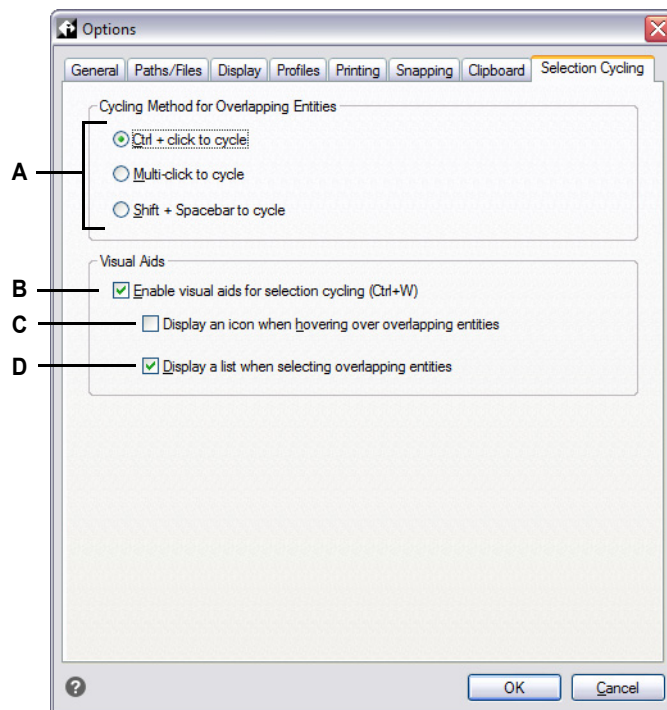 Options
General Paths/Files Display Profiles Printing Snapping Clipboard Selection Cycling
Cycling Method for Overlapping Entities
A
Ctrl + click to cycle
Multi-click to cycle
Shift + Spacebar to cycle
Visual Aids
B Enable visual aids for selection cycling (Ctrl+W)
C Display an icon when hovering over overlapping entities
D Display a list when selecting overlapping entities
? OK Cancel